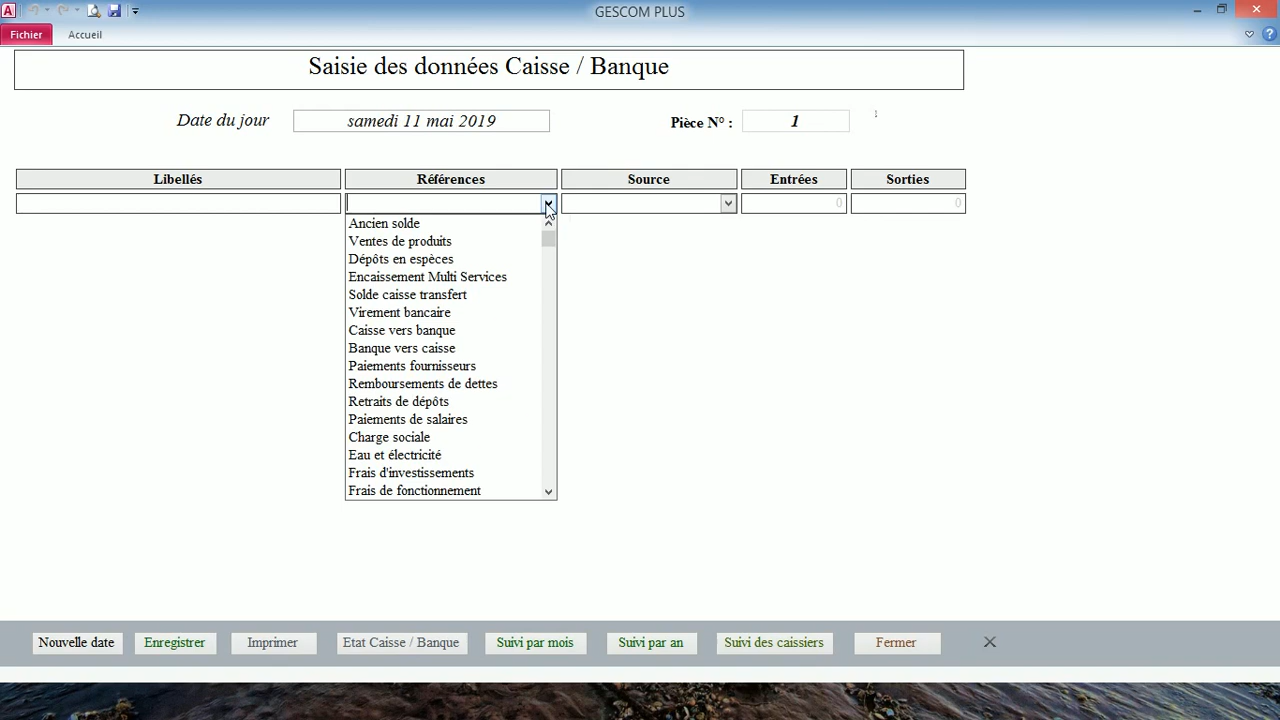 GESCOM PLUS
Fichier Accueil
Saisie des données Caisse / Banque
Date du jour samedi 11 mai 2019 Pièce N° : 1
Libellés Références Source Entrées Sorties
0 0
Ancien solde
Ventes de produits
Dépôts en espèces
Encaissement Multi Services
Solde caisse transfert
Virement bancaire
Caisse vers banque
Banque vers caisse
Paiements fournisseurs
Remboursements de dettes
Retraits de dépôts
Paiements de salaires
Charge sociale
Eau et électricité
Frais d'investissements
Frais de fonctionnement
Nouvelle date Enregistrer Imprimer Etat Caisse / Banque Suivi par mois Suivi par an Suivi des caissiers Fermer